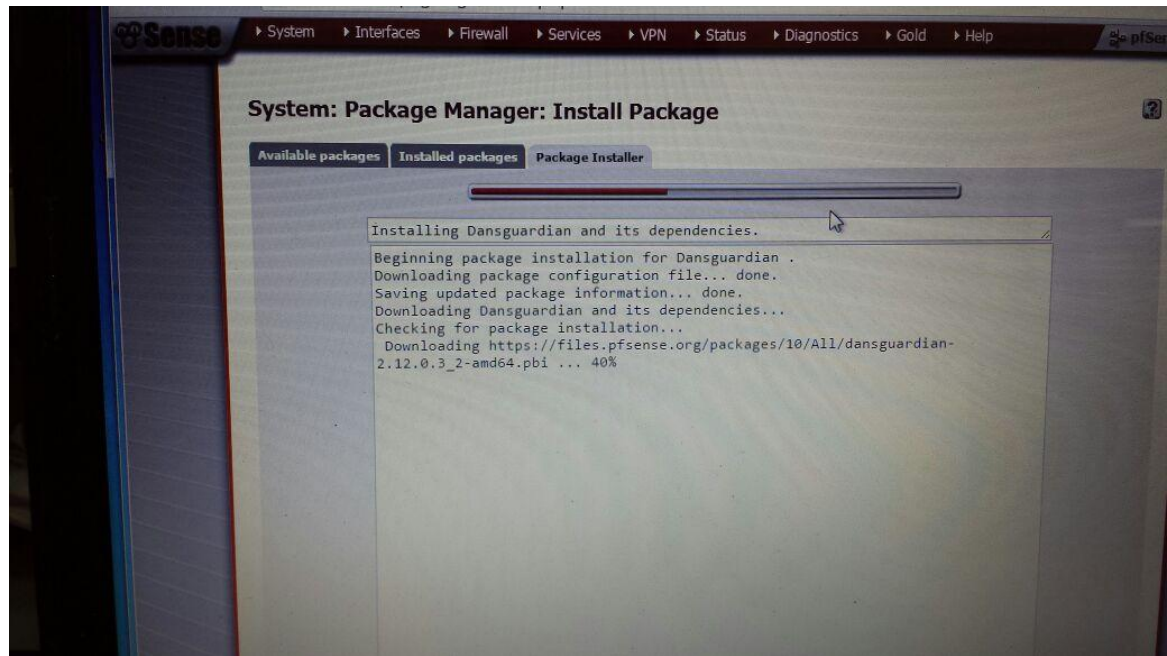 Sense
System Interfaces Firewall Services VPN Status Diagnostics Gold Help
System: Package Manager: Install Package
?
Available packages Installed packages Package Installer
Installing Dansguardian and its dependencies.
Beginning package installation for Dansguardian .
Downloading package configuration file... done.
Saving updated package information... done.
Downloading Dansguardian and its dependencies...
Checking for package installation...
Downloading https://files.pfsense.org/packages/10/All/dansguardian-
2.12.0.3_2-amd64.pbi ... 40%